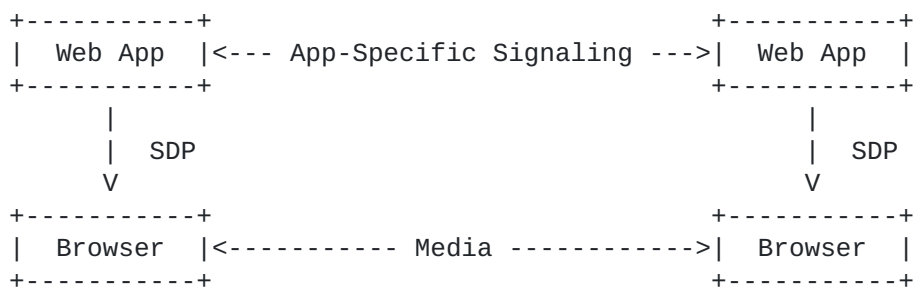 Web App <--- App-Specific Signaling ---> Web App
SDP SDP
V V
Browser <----------- Media ------------> Browser